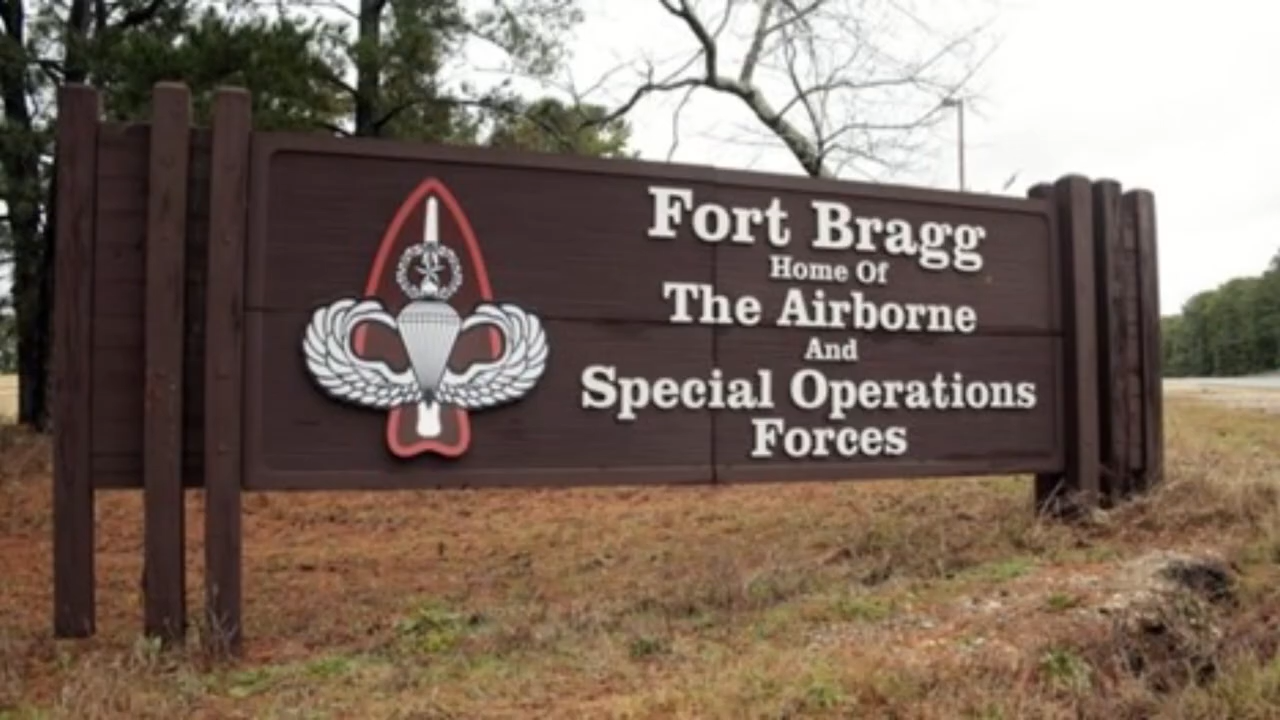 Fort Bragg
Home Of
The Airborne
And
Special Operations
Forces